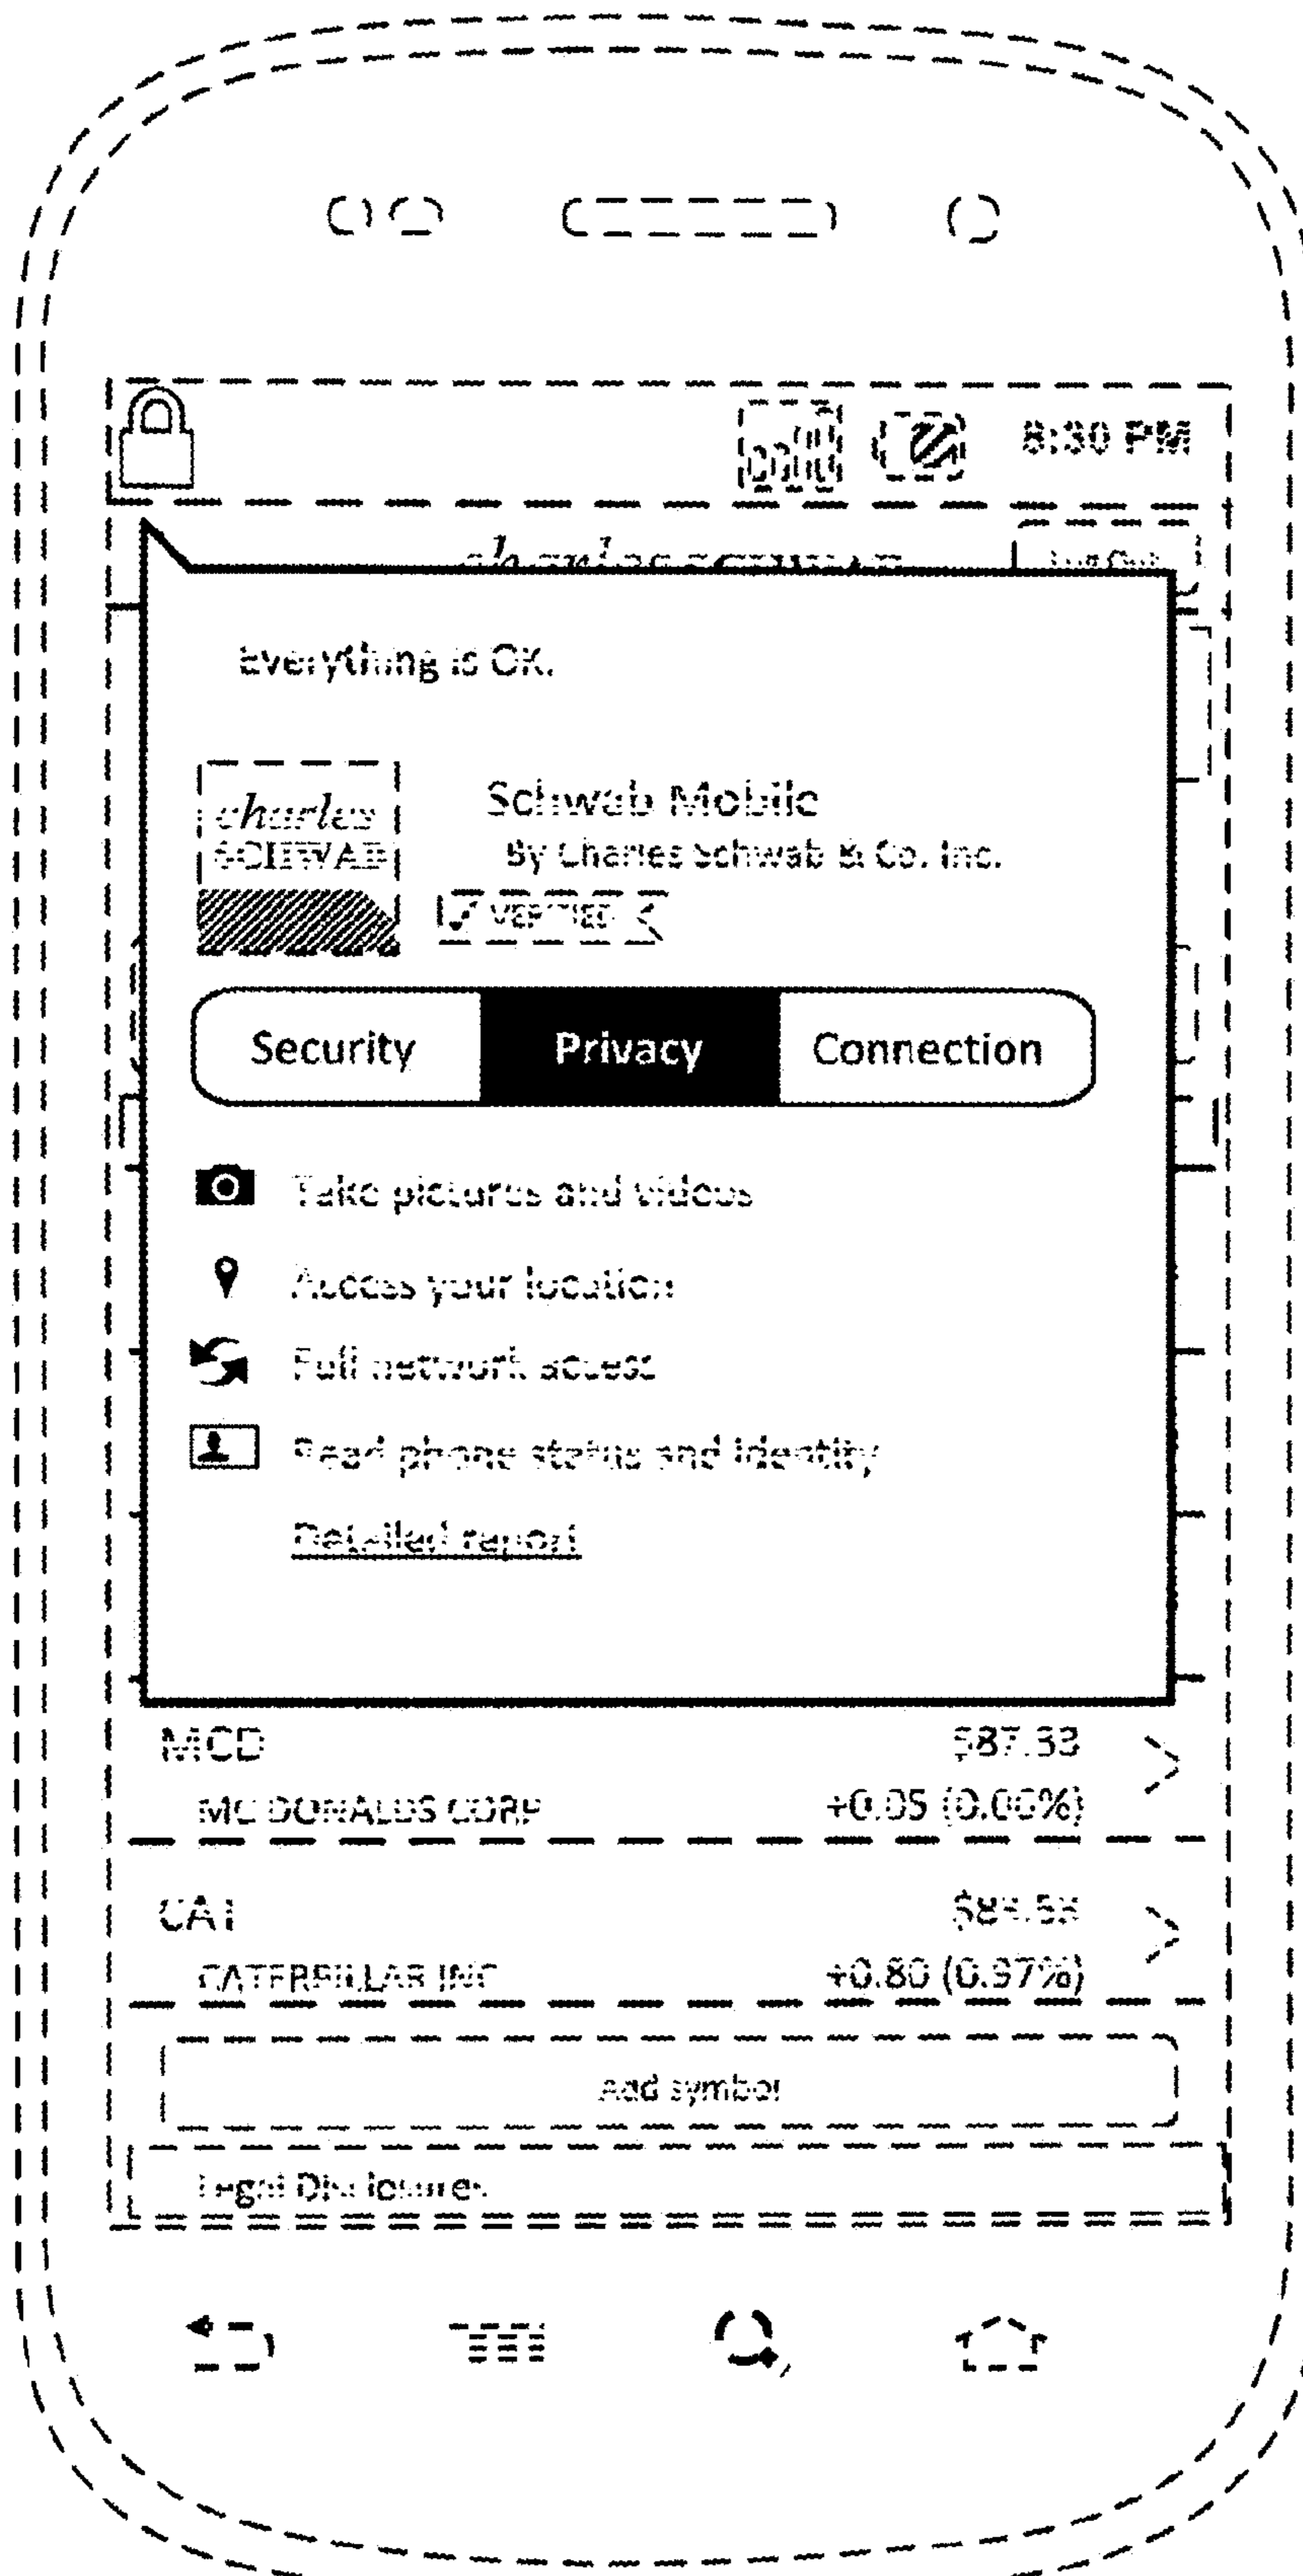 8:30 PM
Everything is OK.
charles
SCHWAB
Schwab Mobile
By Charles Schwab & Co. Inc.
VERIFIED
Security Privacy Connection
Take pictures and videos
Access your location
Full network access
Read phone status and identity
Detailed report
MCD $87.33
MC DONALDS CORP +0.05 (0.06%)
CAT
CATERPILLAR INC +0.80 (0.97%)
Add symbol
Legal Disclosures